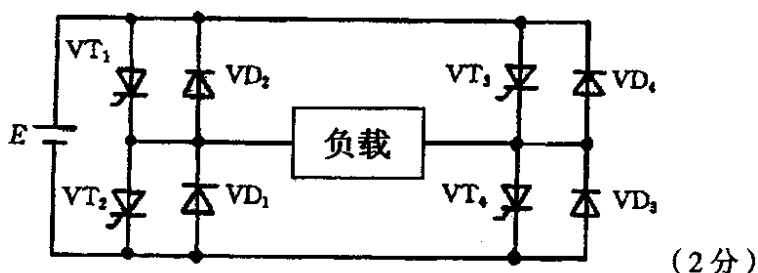 VT₁ VD₂ VT₃ VD₄
E 负载
VT₂ VD₁ VT₄ VD₃
(2分)